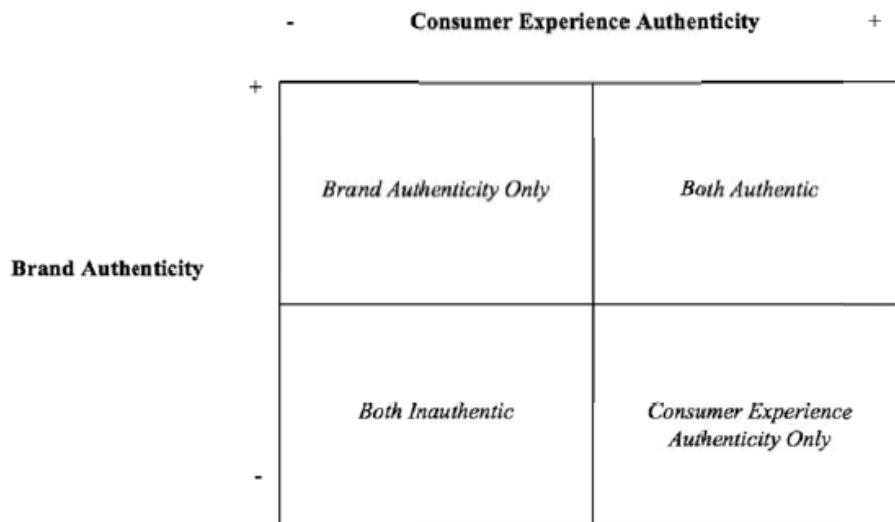 - Consumer Experience Authenticity +
+
Brand Authenticity Only Both Authentic
Brand Authenticity
Both Inauthentic Consumer Experience
Authenticity Only
-